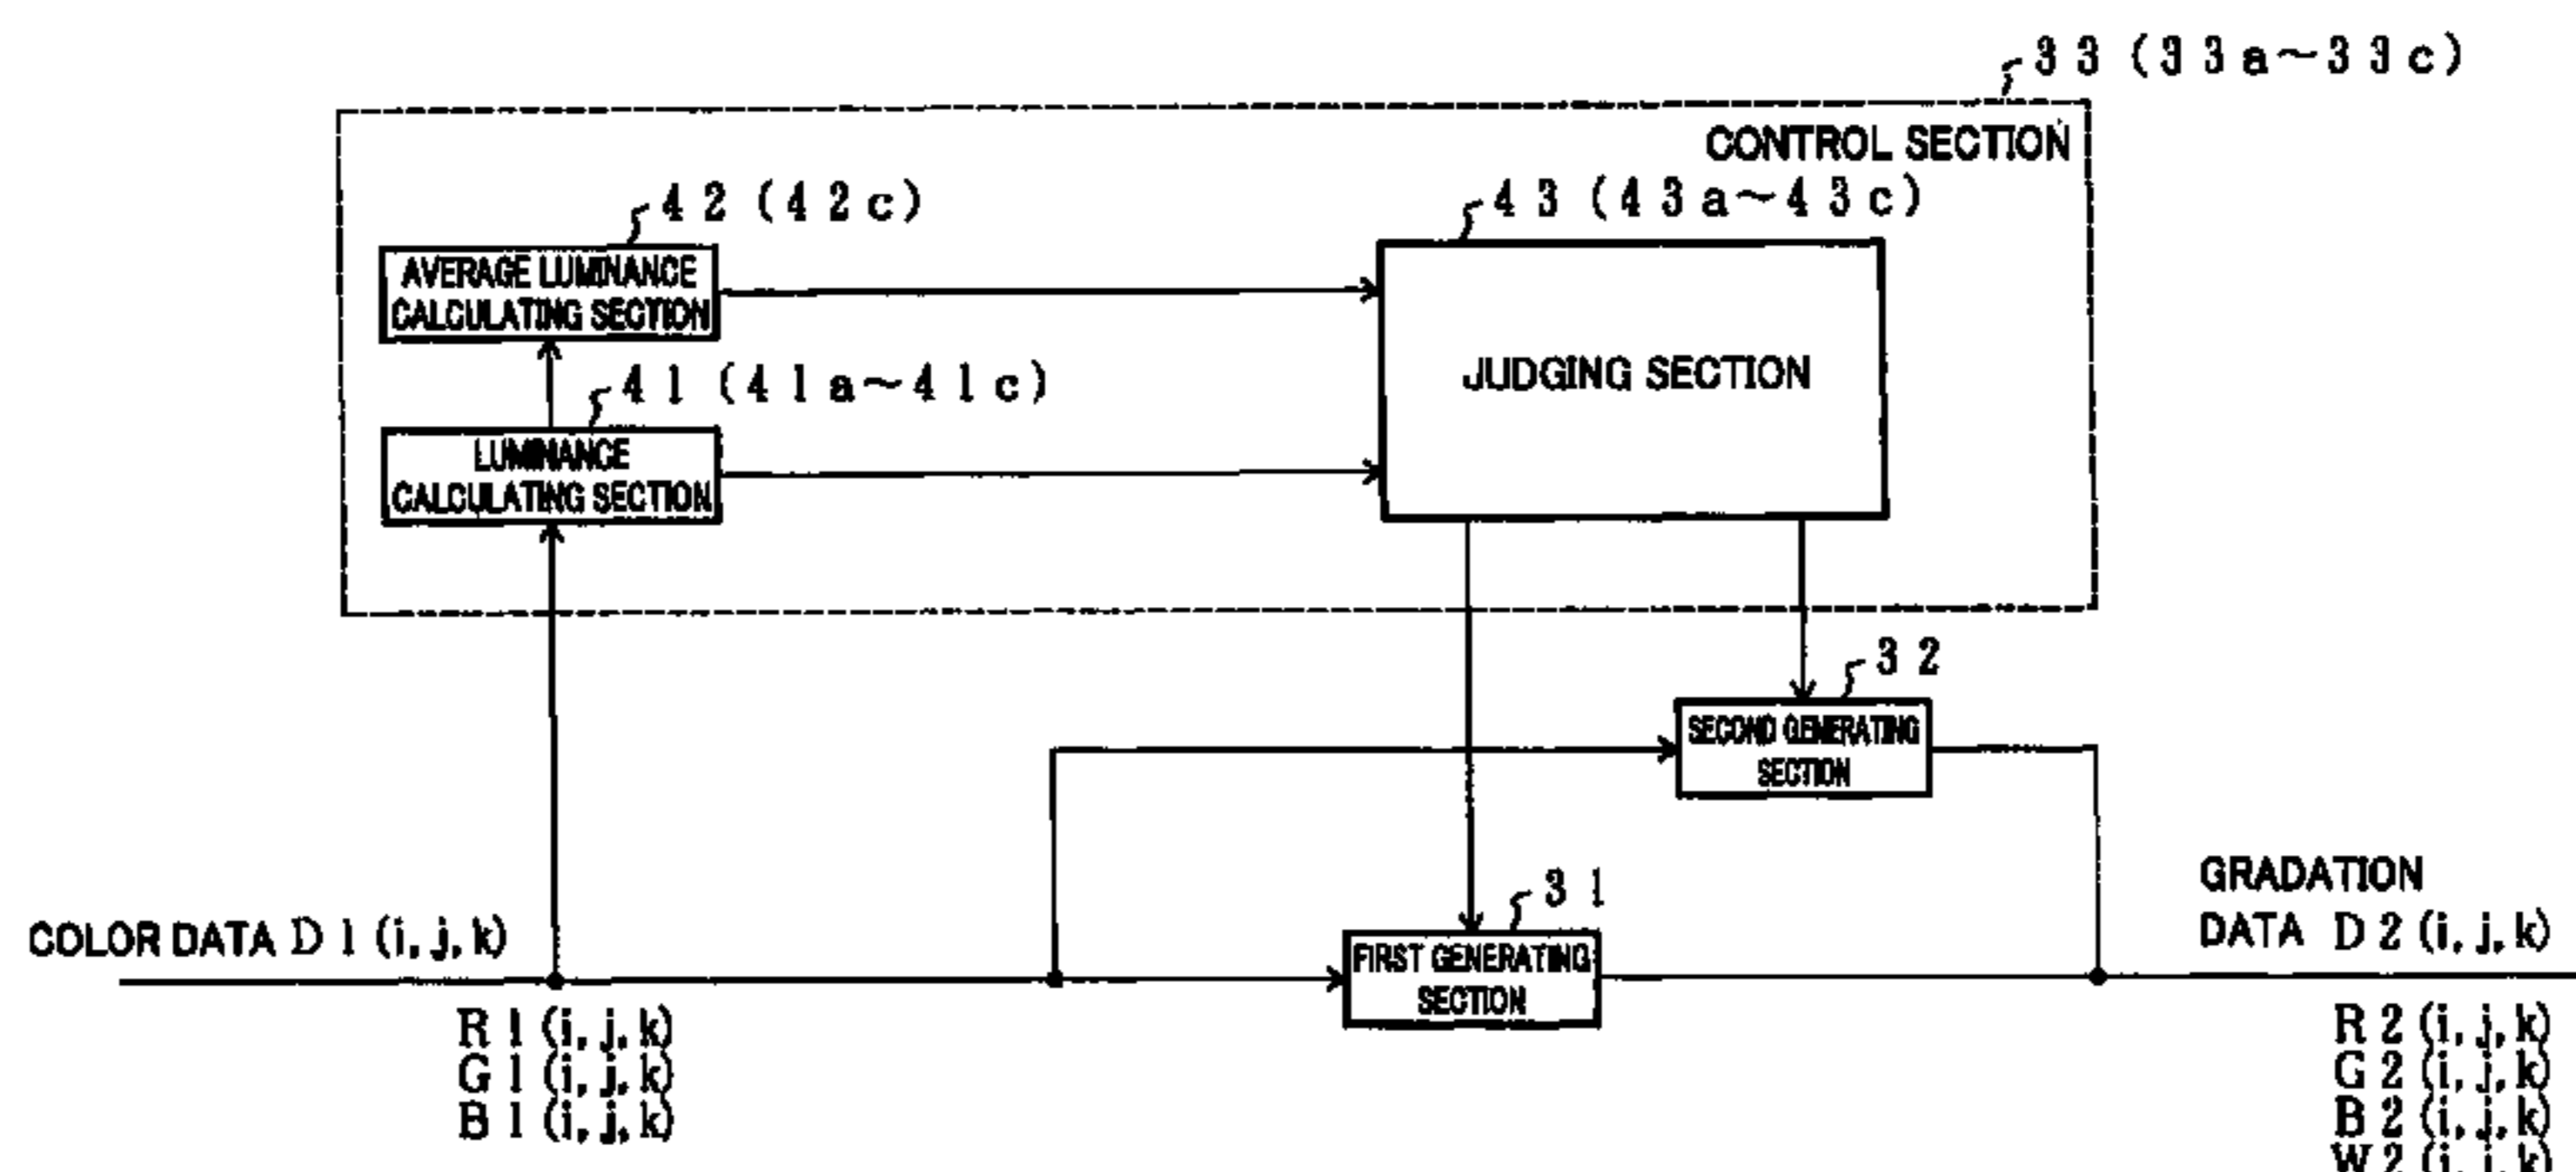 33 (33a~33c)
CONTROL SECTION
42 (42c)
43 (43a~43c)
AVERAGE LUMINANCE
CALCULATING SECTION
JUDGING SECTION
41 (41a~41c)
LUMINANCE
CALCULATING SECTION
32
SECOND GENERATING
SECTION
31
FIRST GENERATING
SECTION
COLOR DATA D1(i,j,k)
R1(i,j,k)
G1(i,j,k)
B1(i,j,k)
GRADATION
DATA D2(i,j,k)
R2(i,j,k)
G2(i,j,k)
B2(i,j,k)
W2(i,j,k)